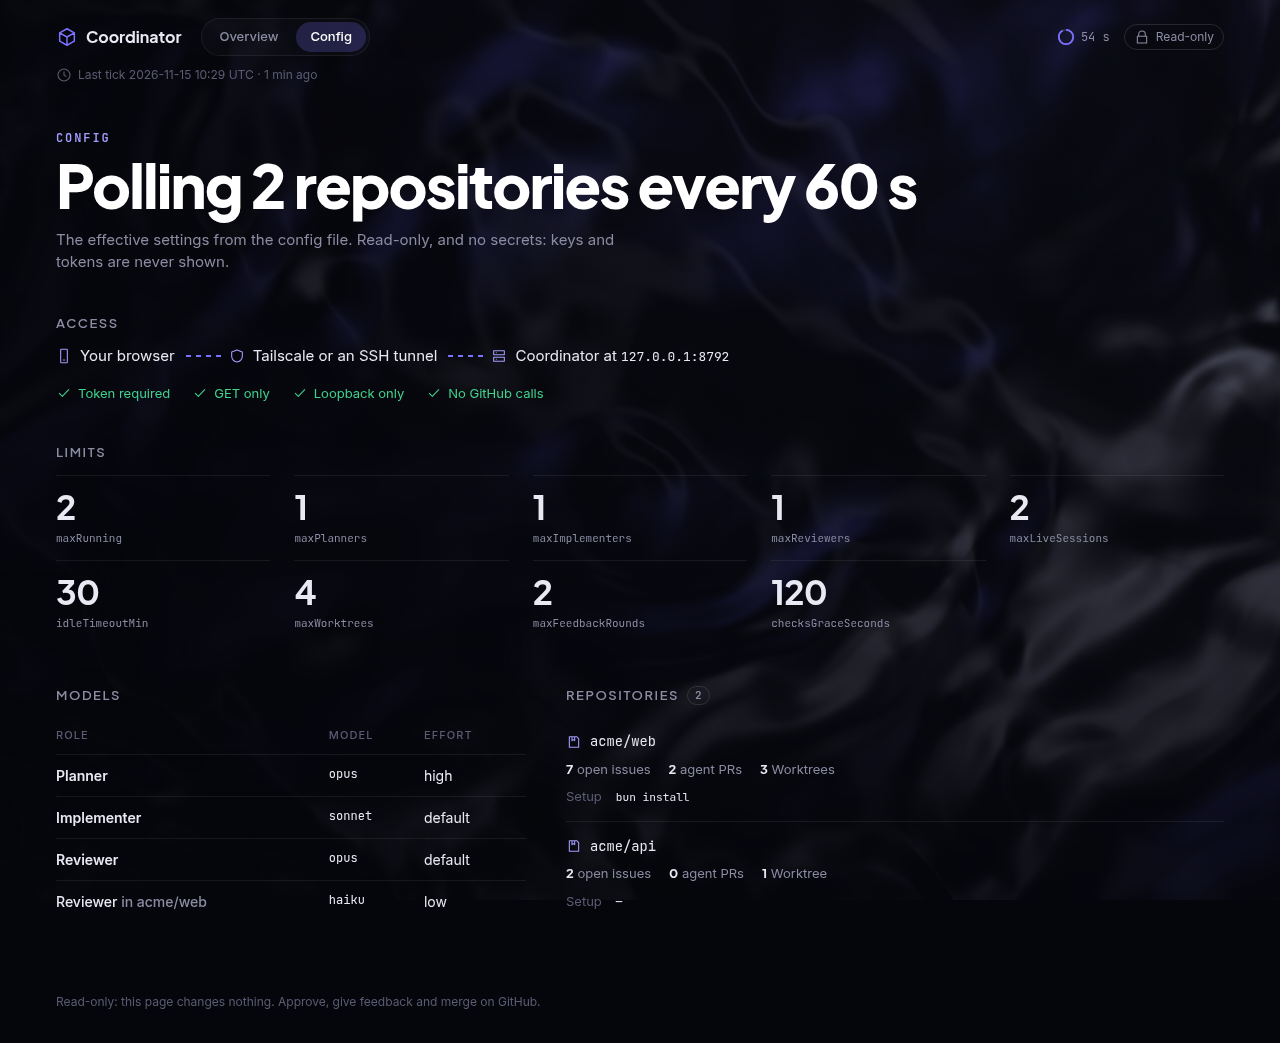 Coordinator Overview Config 54 s Read-only
Last tick 2026-11-15 10:29 UTC · 1 min ago
CONFIG
Polling 2 repositories every 60 s
The effective settings from the config file. Read-only, and no secrets: keys and
tokens are never shown.
ACCESS
Your browser Tailscale or an SSH tunnel Coordinator at 127.0.0.1:8792
Token required GET only Loopback only No GitHub calls
LIMITS
2 1 1 1 2
maxRunning maxPlanners maxImplementers maxReviewers maxLiveSessions
30 4 2 120
idleTimeoutMin maxWorktrees maxFeedbackRounds checksGraceSeconds
MODELS
ROLE MODEL EFFORT
Planner opus high
Implementer sonnet default
Reviewer opus default
Reviewer in acme/web haiku low
REPOSITORIES 2
acme/web
7 open issues 2 agent PRs 3 Worktrees
Setup bun install
acme/api
2 open issues 0 agent PRs 1 Worktree
Setup –
Read-only: this page changes nothing. Approve, give feedback and merge on GitHub.